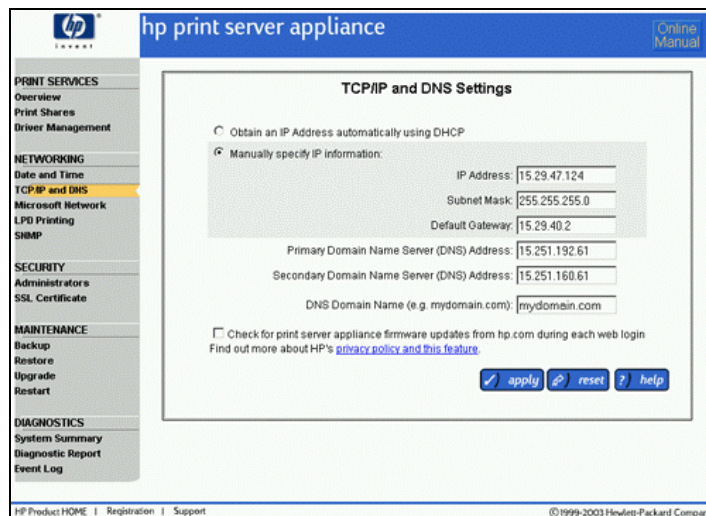 hp
invent
hp print server appliance
Online
Manual
PRINT SERVICES
Overview
Print Shares
Driver Management
NETWORKING
Date and Time
TCP/IP and DNS
Microsoft Network
LPD Printing
SNMP
SECURITY
Administrators
SSL Certificate
MAINTENANCE
Backup
Restore
Upgrade
Restart
DIAGNOSTICS
System Summary
Diagnostic Report
Event Log
TCP/IP and DNS Settings
Obtain an IP Address automatically using DHCP
Manually specify IP information:
IP Address: 15.29.47.124
Subnet Mask: 255.255.255.0
Default Gateway: 15.29.40.2
Primary Domain Name Server (DNS) Address: 15.251.192.61
Secondary Domain Name Server (DNS) Address: 15.251.160.61
DNS Domain Name (e.g. mydomain.com): mydomain.com
Check for print server appliance firmware updates from hp.com during each web login
Find out more about HP's privacy policy and this feature.
apply reset ? help
HP Product HOME | Registration | Support
©1999-2003 Hewlett-Packard Compar